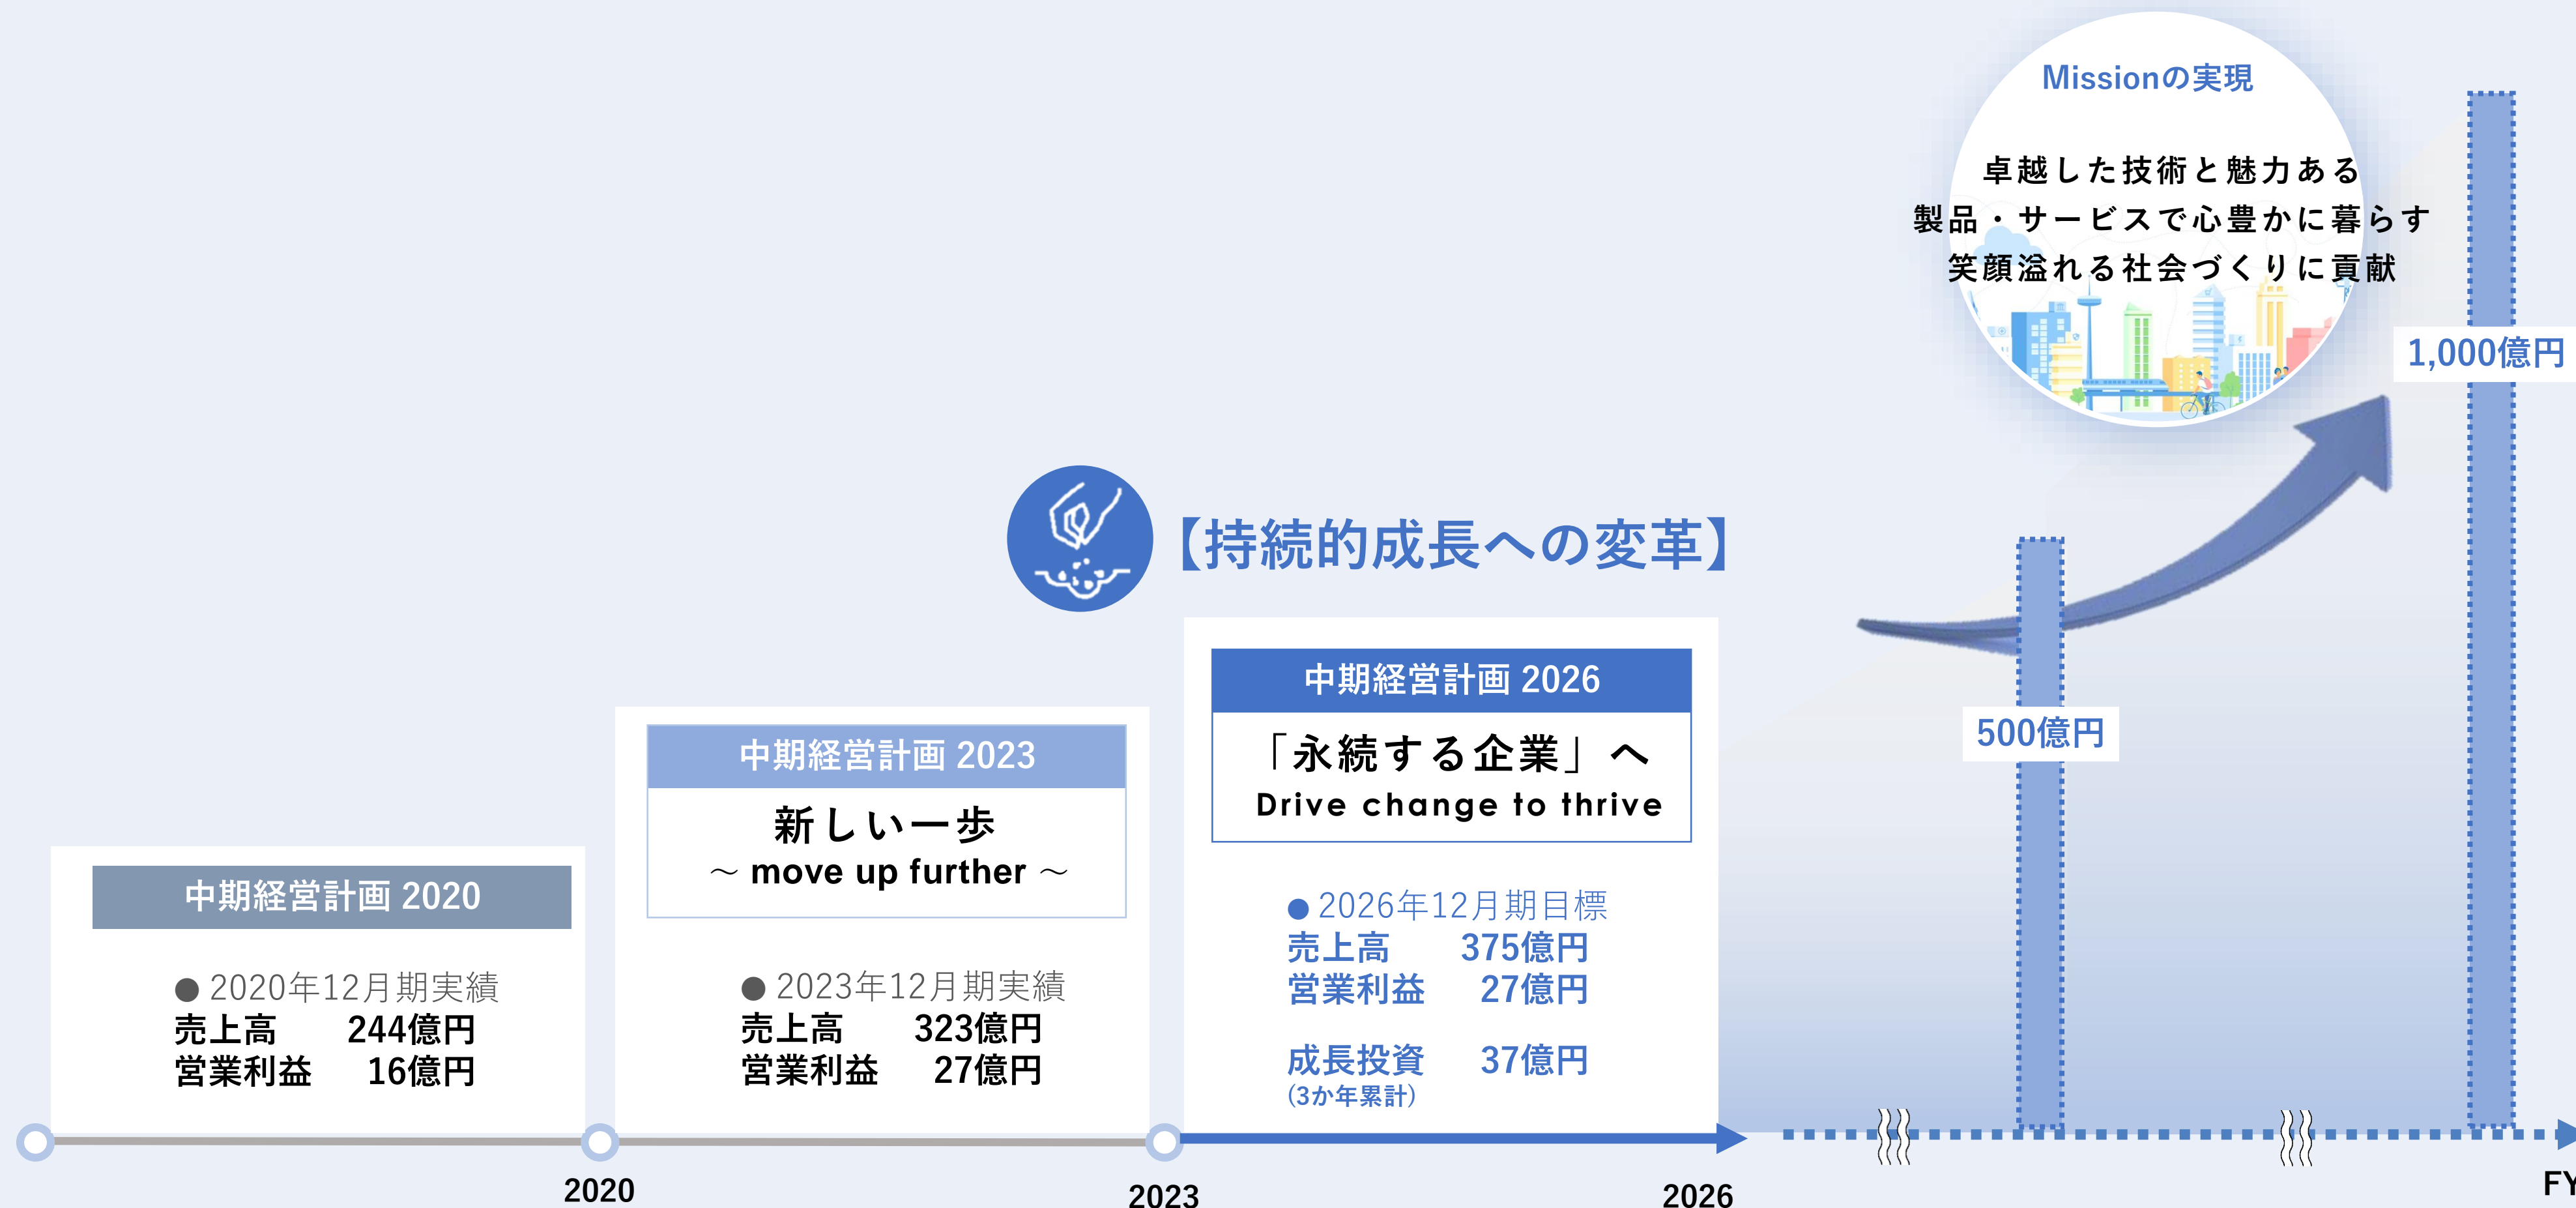 中期経営計画 2020
● 2020年12月期実績
売上高 244億円
営業利益 16億円
中期経営計画 2023
新しい一歩
～ move up further ～
● 2023年12月期実績
売上高 323億円
営業利益 27億円
【持続的成長への変革】
中期経営計画 2026
「永続する企業」へ
Drive change to thrive
● 2026年12月期目標
売上高 375億円
営業利益 27億円
成長投資 37億円
(3か年累計)
Missionの実現
卓越した技術と魅力ある
製品・サービスで心豊かに暮らす
笑顔溢れる社会づくりに貢献
500億円
1,000億円
2020
2023
2026
FY